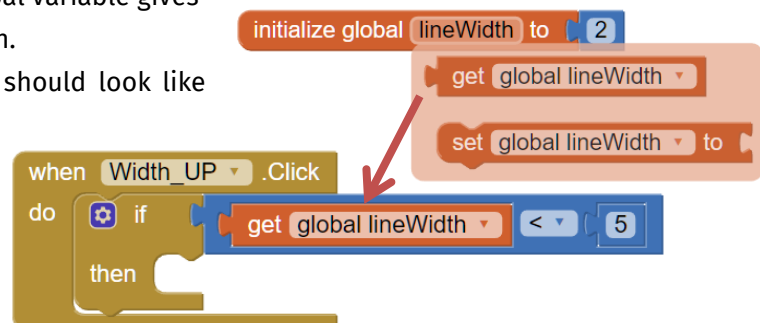 al variable gives
n.
should look like
initialize global lineWidth to 2
get global lineWidth
set global lineWidth to
when Width_UP .Click
do if get global lineWidth < 5
then